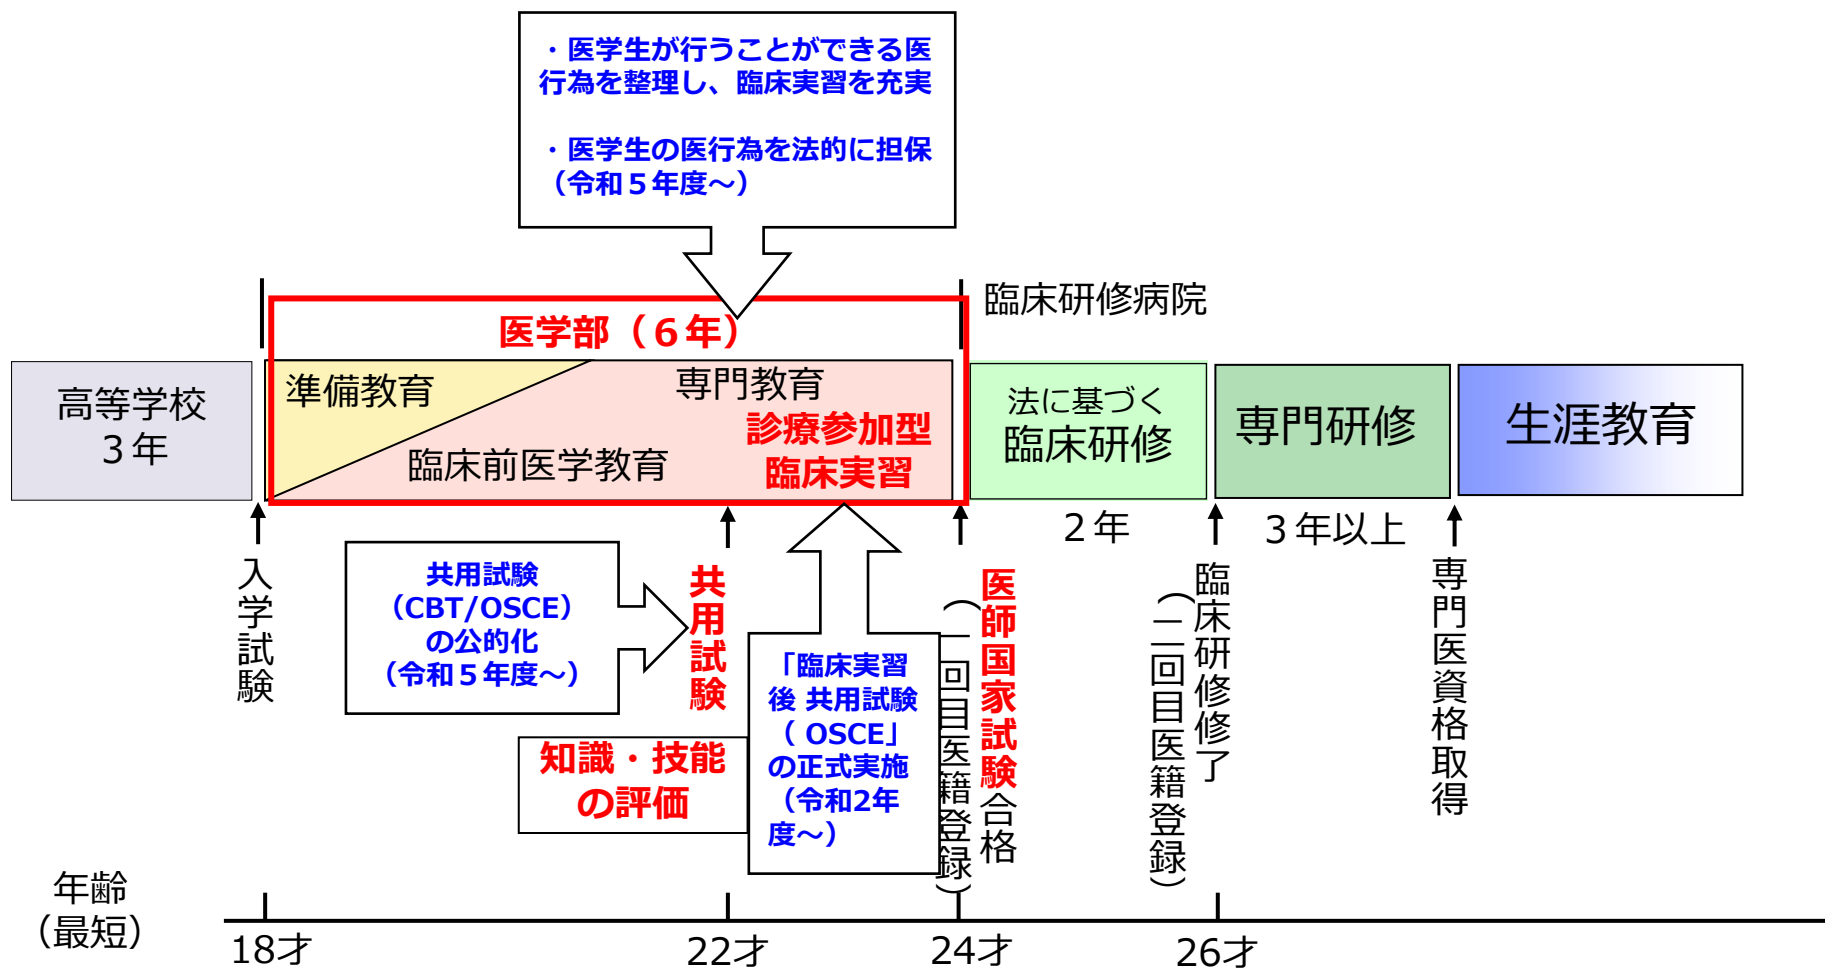 ・医学生が行うことができる医
行為を整理し、臨床実習を充実
・医学生の医行為を法的に担保
（令和５年度～）
臨床研修病院
医学部（６年）
高等学校
３年
準備教育
専門教育
臨床前医学教育
診療参加型
臨床実習
法に基づく
臨床研修
専門研修
生涯教育
２年
３年以上
入学試験
共用試験
（CBT/OSCE）
の公的化
（令和５年度～）
共用試験
知識・技能
の評価
「臨床実習
後 共用試験
（ OSCE」
の正式実施
（令和2年
度～）
医師国家試験合格
（一回目医籍登録）
臨床研修修了
（二回目医籍登録）
専門医資格取得
年齢
（最短）
18才
22才
24才
26才